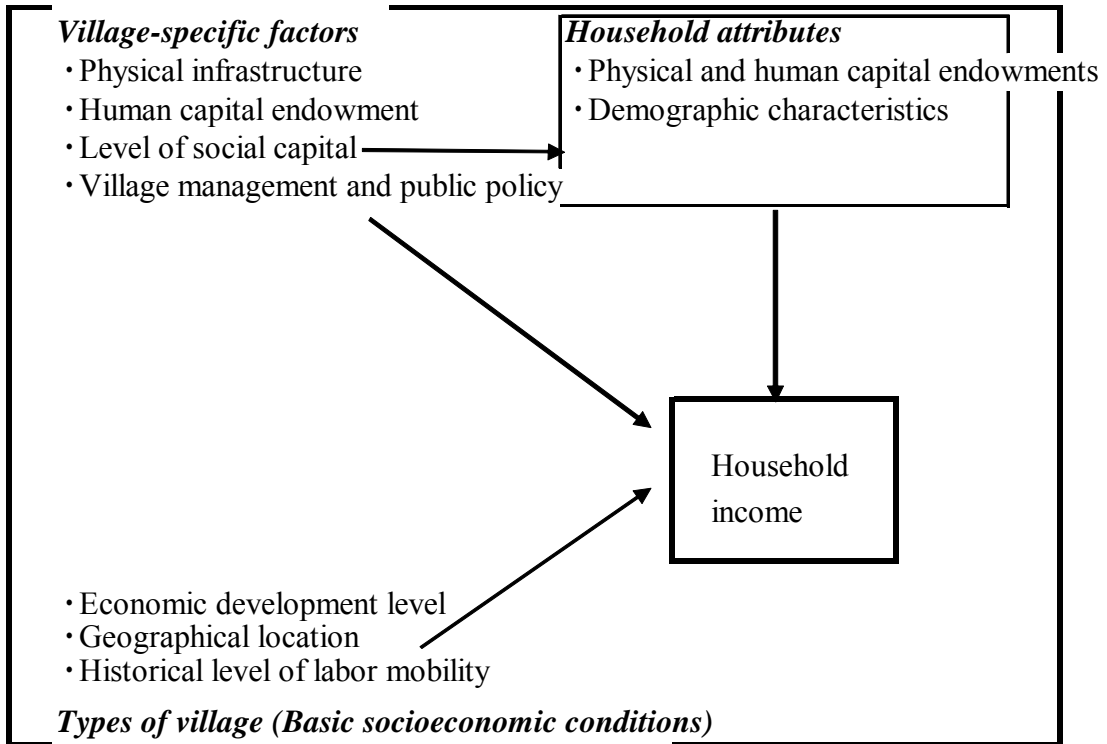 Village-specific factors
・Physical infrastructure
・Human capital endowment
・Level of social capital
・Village management and public policy
Household attributes
・Physical and human capital endowments
・Demographic characteristics
Household
income
・Economic development level
・Geographical location
・Historical level of labor mobility
Types of village (Basic socioeconomic conditions)